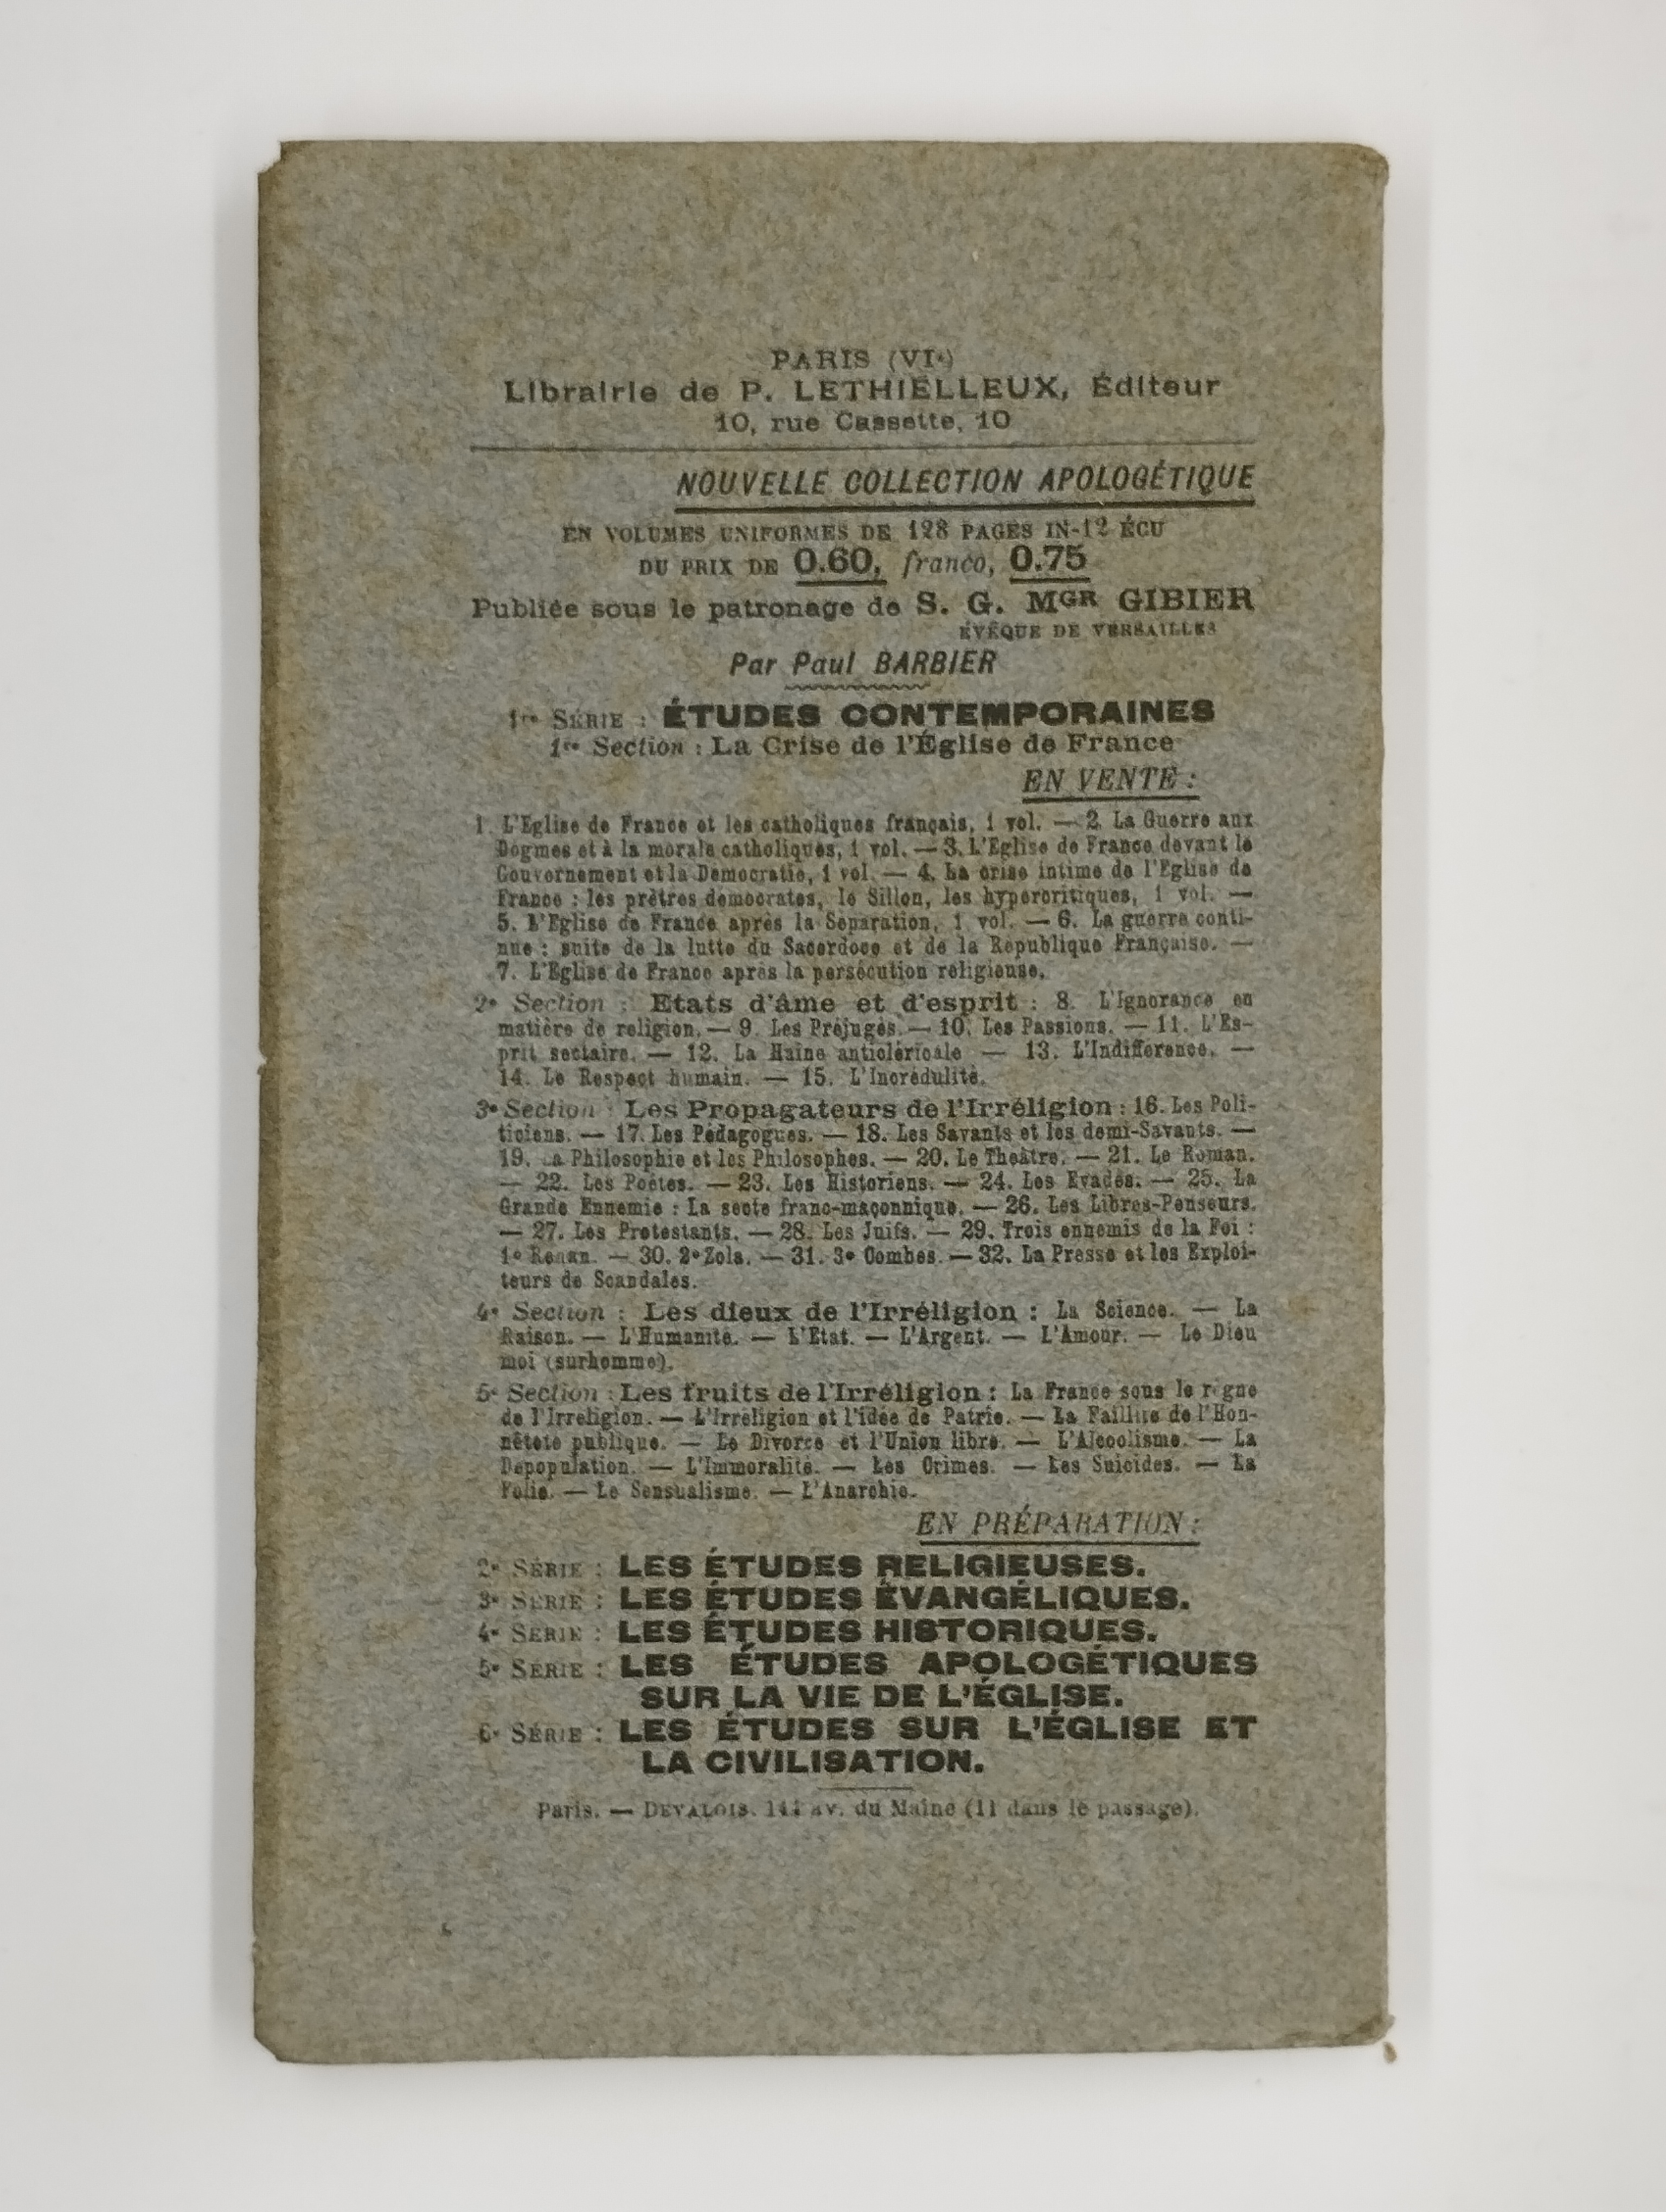 PARIS (VIe)
Librairie de P. LETHIELLEUX, Éditeur
10, rue Cassette, 10
NOUVELLE COLLECTION APOLOGÉTIQUE
EN VOLUMES UNIFORMES DE 128 PAGES IN-12 ÉCU
DU PRIX DE 0.60, franco, 0.75
Publiée sous le patronage de S. G. MGR GIBIER
ÉVÊQUE DE VERSAILLES
Par Paul BARBIER
1re SÉRIE : ÉTUDES CONTEMPORAINES
1re Section : La Crise de l'Église de France
EN VENTE :
1. L'Eglise de France et les catholiques français, 1 vol. — 2. La Guerre aux
Dogmes et à la morale catholiques, 1 vol. — 3. L'Eglise de France devant le
Gouvernement et la Démocratie, 1 vol. — 4. La crise intime de l'Eglise de
France : les prêtres démocrates, le Sillon, les hypercritiques, 1 vol. —
5. L'Eglise de France après la Séparation, 1 vol. — 6. La guerre conti-
nue : suite de la lutte du Sacerdoce et de la République Française. —
7. L'Eglise de France après la persécution religieuse.
2e Section : Etats d'âme et d'esprit : 8. L'Ignorance en
matière de religion. — 9. Les Préjugés. — 10. Les Passions. — 11. L'Es-
prit sectaire. — 12. La Haine anticléricale — 13. L'Indifférence. —
14. Le Respect humain. — 15. L'Incrédulité.
3e Section : Les Propagateurs de l'Irréligion : 16. Les Poli-
ticiens. — 17. Les Pédagogues. — 18. Les Savants et les demi-Savants. —
19. La Philosophie et les Philosophes. — 20. Le Théâtre. — 21. Le Roman.
— 22. Les Poètes. — 23. Les Historiens. — 24. Les Evadés. — 25. La
Grande Ennemie : La secte franc-maçonnique. — 26. Les Libres-Penseurs.
— 27. Les Protestants. — 28. Les Juifs. — 29. Trois ennemis de la Foi :
1o Renan. — 30. 2o Zola. — 31. 3o Combes. — 32. La Presse et les Exploi-
teurs de Scandales.
4e Section : Les dieux de l'Irréligion : La Science. — La
Raison. — L'Humanité. — L'Etat. — L'Argent. — L'Amour. — Le Dieu
moi (surhomme).
5e Section : Les fruits de l'Irréligion : La France sous le règne
de l'Irreligion. — L'Irréligion et l'idée de Patrie. — La Faillite de l'Hon-
nêteté publique. — Le Divorce et l'Union libre. — L'Alcoolisme. — La
Dépopulation. — L'Immoralité. — Les Crimes. — Les Suicides. — La
Folie. — Le Sensualisme. — L'Anarchie.
EN PRÉPARATION :
2e SÉRIE : LES ÉTUDES RELIGIEUSES.
3e SÉRIE : LES ÉTUDES ÉVANGÉLIQUES.
4e SÉRIE : LES ÉTUDES HISTORIQUES.
5e SÉRIE : LES ÉTUDES APOLOGÉTIQUES
SUR LA VIE DE L'ÉGLISE.
6e SÉRIE : LES ÉTUDES SUR L'ÉGLISE ET
LA CIVILISATION.
Paris. — DEVALOIS. av. du Maine (11 dans le passage).